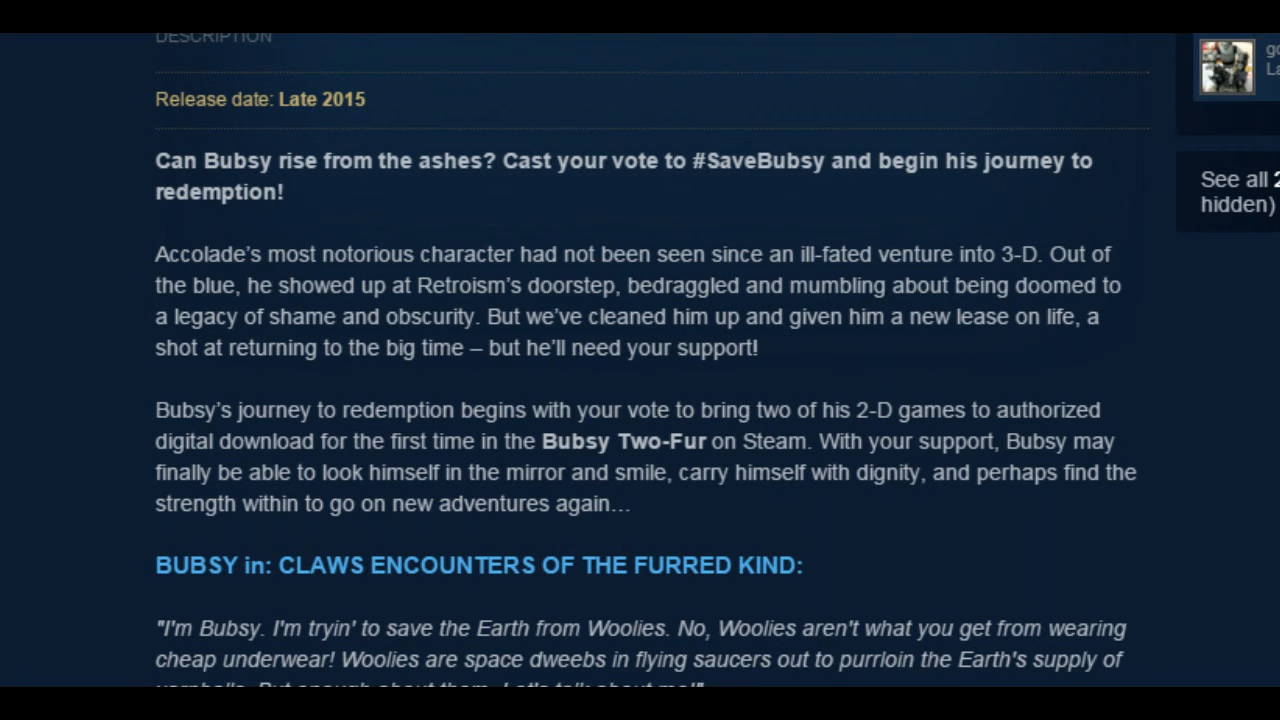 DESCRIPTION
Release date: Late 2015
Can Bubsy rise from the ashes? Cast your vote to #SaveBubsy and begin his journey to
redemption!
Accolade’s most notorious character had not been seen since an ill-fated venture into 3-D. Out of
the blue, he showed up at Retroism’s doorstep, bedraggled and mumbling about being doomed to
a legacy of shame and obscurity. But we’ve cleaned him up and given him a new lease on life, a
shot at returning to the big time – but he’ll need your support!
Bubsy’s journey to redemption begins with your vote to bring two of his 2-D games to authorized
digital download for the first time in the Bubsy Two-Fur on Steam. With your support, Bubsy may
finally be able to look himself in the mirror and smile, carry himself with dignity, and perhaps find the
strength within to go on new adventures again…
BUBSY in: CLAWS ENCOUNTERS OF THE FURRED KIND:
"I'm Bubsy. I'm tryin' to save the Earth from Woolies. No, Woolies aren't what you get from wearing
cheap underwear! Woolies are space dweebs in flying saucers out to purrloin the Earth's supply of
yarnballs. But enough about them. Let's talk about me!"
See all 2
hidden)